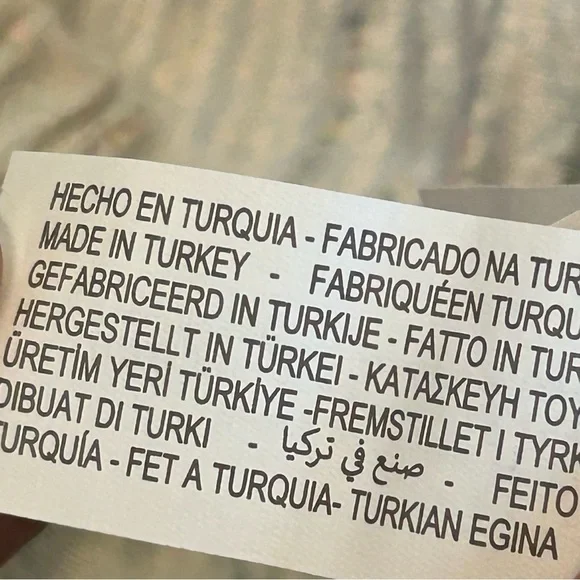 HECHO EN TURQUIA - FABRICADO NA TUR
MADE IN TURKEY - FABRIQUÉEN TURQU
GEFABRICEERD IN TURKIJE - FATTO IN TUR
HERGESTELLT IN TÜRKEI - ΚΑΤΑΣΚΕΥΗ ΤΟΥ
ÜRETİM YERİ TÜRKİYE -FREMSTILLET I TYRK
DIBUAT DI TURKI - صنع في تركيا - FEITO
TURQUÍA - FET A TURQUIA- TURKIAN EGINA